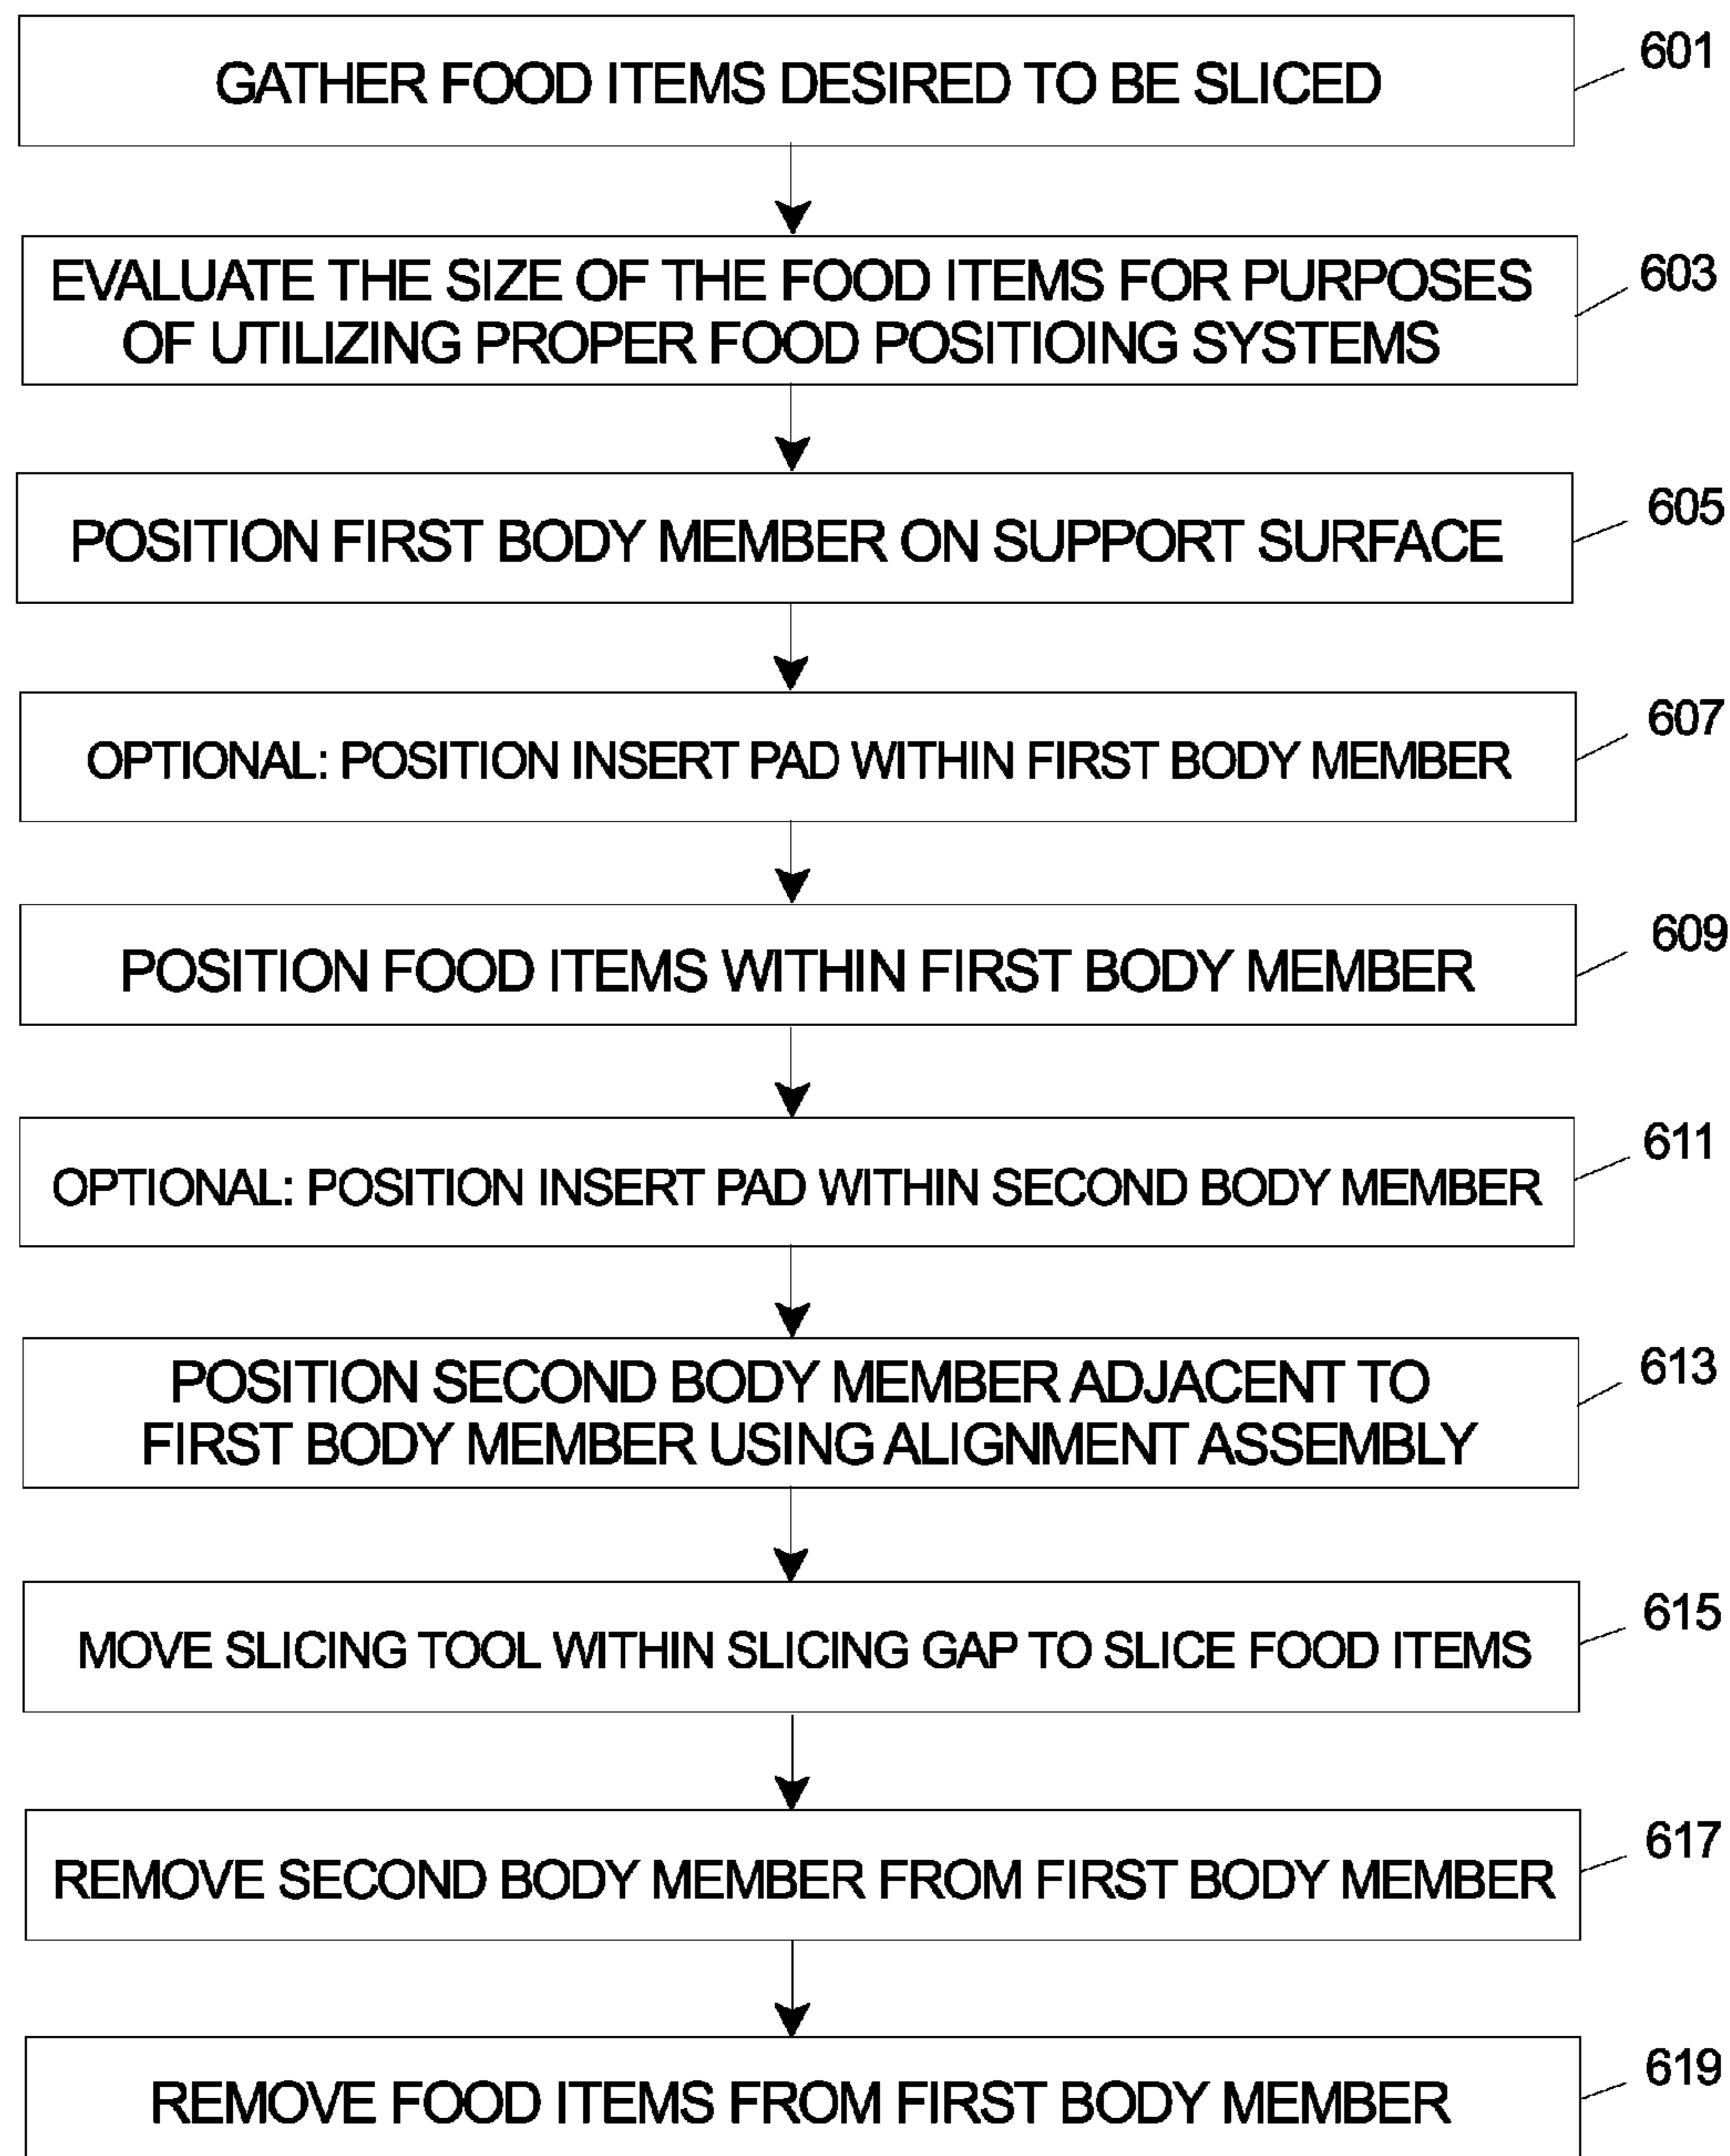 GATHER FOOD ITEMS DESIRED TO BE SLICED
601
EVALUATE THE SIZE OF THE FOOD ITEMS FOR PURPOSES
OF UTILIZING PROPER FOOD POSITIOING SYSTEMS
603
POSITION FIRST BODY MEMBER ON SUPPORT SURFACE
605
OPTIONAL: POSITION INSERT PAD WITHIN FIRST BODY MEMBER
607
POSITION FOOD ITEMS WITHIN FIRST BODY MEMBER
609
OPTIONAL: POSITION INSERT PAD WITHIN SECOND BODY MEMBER
611
POSITION SECOND BODY MEMBER ADJACENT TO
FIRST BODY MEMBER USING ALIGNMENT ASSEMBLY
613
MOVE SLICING TOOL WITHIN SLICING GAP TO SLICE FOOD ITEMS
615
REMOVE SECOND BODY MEMBER FROM FIRST BODY MEMBER
617
REMOVE FOOD ITEMS FROM FIRST BODY MEMBER
619